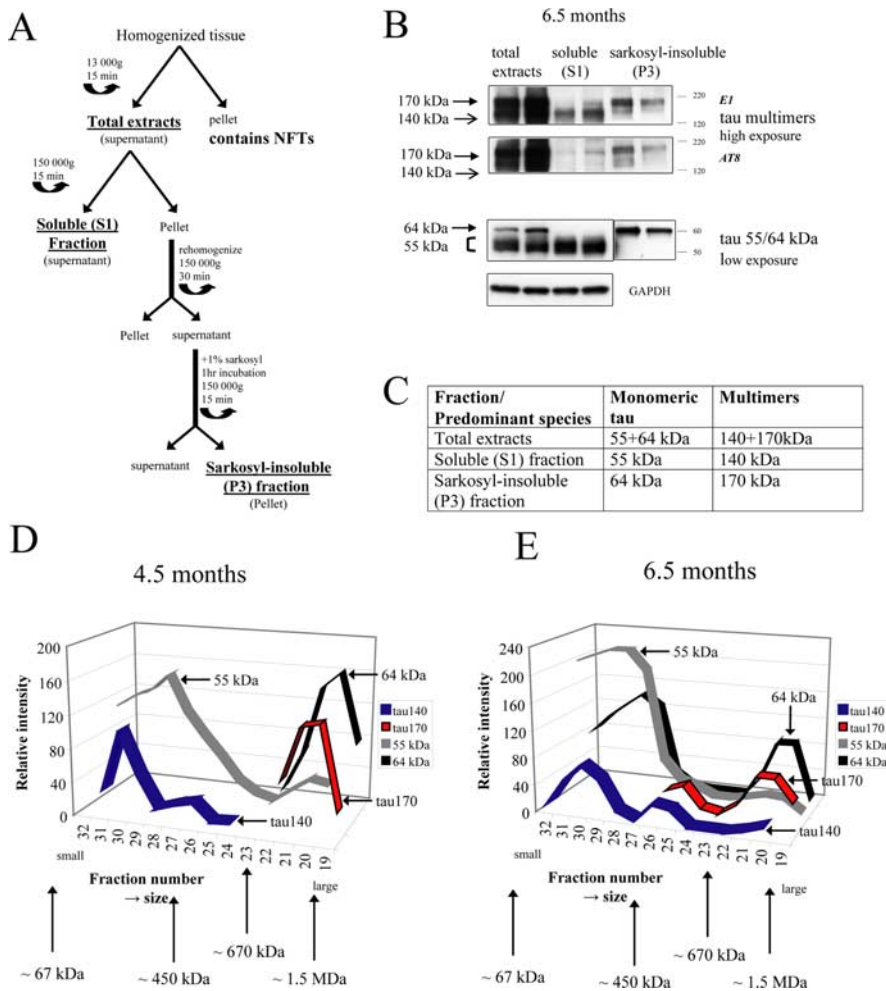 A
Homogenized tissue
13 000g
15 min
Total extracts
(supernatant)
pellet
contains NFTs
150 000g
15 min
Soluble (S1)
Fraction
(supernatant)
Pellet
rehomogenize
150 000g
30 min
Pellet
supernatant
+1% sarkosyl
1hr incubation
150 000g
15 min
supernatant
Sarkosyl-insoluble
(P3) fraction
(Pellet)
B
6.5 months
total
extracts
soluble
(S1)
sarkosyl-insoluble
(P3)
170 kDa
140 kDa
220
120
E1
tau multimers
high exposure
170 kDa
140 kDa
220
120
AT8
64 kDa
55 kDa
60
50
tau 55/64 kDa
low exposure
GAPDH
C
Fraction/ Predominant species Monomeric tau Multimers
Total extracts 55+64 kDa 140+170kDa
Soluble (S1) fraction 55 kDa 140 kDa
Sarkosyl-insoluble (P3) fraction 64 kDa 170 kDa
D
4.5 months
Relative intensity
200
160
120
80
40
0
55 kDa
64 kDa
tau140
tau170
55 kDa
64 kDa
tau170
tau140
32 31 30 29 28 27 26 25 24 23 22 21 20 19
small
large
Fraction number
→ size
~ 67 kDa
~ 450 kDa
~ 670 kDa
~ 1.5 MDa
E
6.5 months
Relative intensity
240
200
160
120
80
40
0
55 kDa
64 kDa
tau140
tau170
55 kDa
64 kDa
tau170
tau140
32 31 30 29 28 27 26 25 24 23 22 21 20 19
small
large
Fraction number
→ size
~ 67 kDa
~ 450 kDa
~ 670 kDa
~ 1.5 MDa